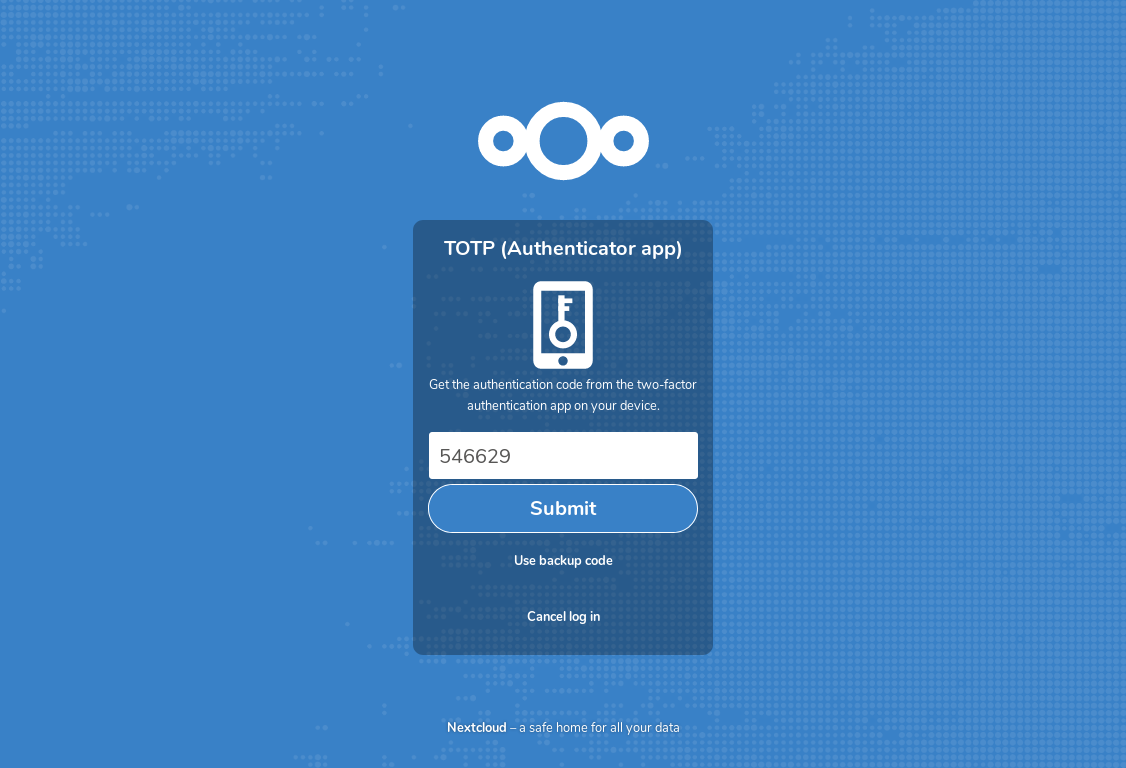 TOTP (Authenticator app)
Get the authentication code from the two-factor
authentication app on your device.
546629
Submit
Use backup code
Cancel log in
Nextcloud – a safe home for all your data